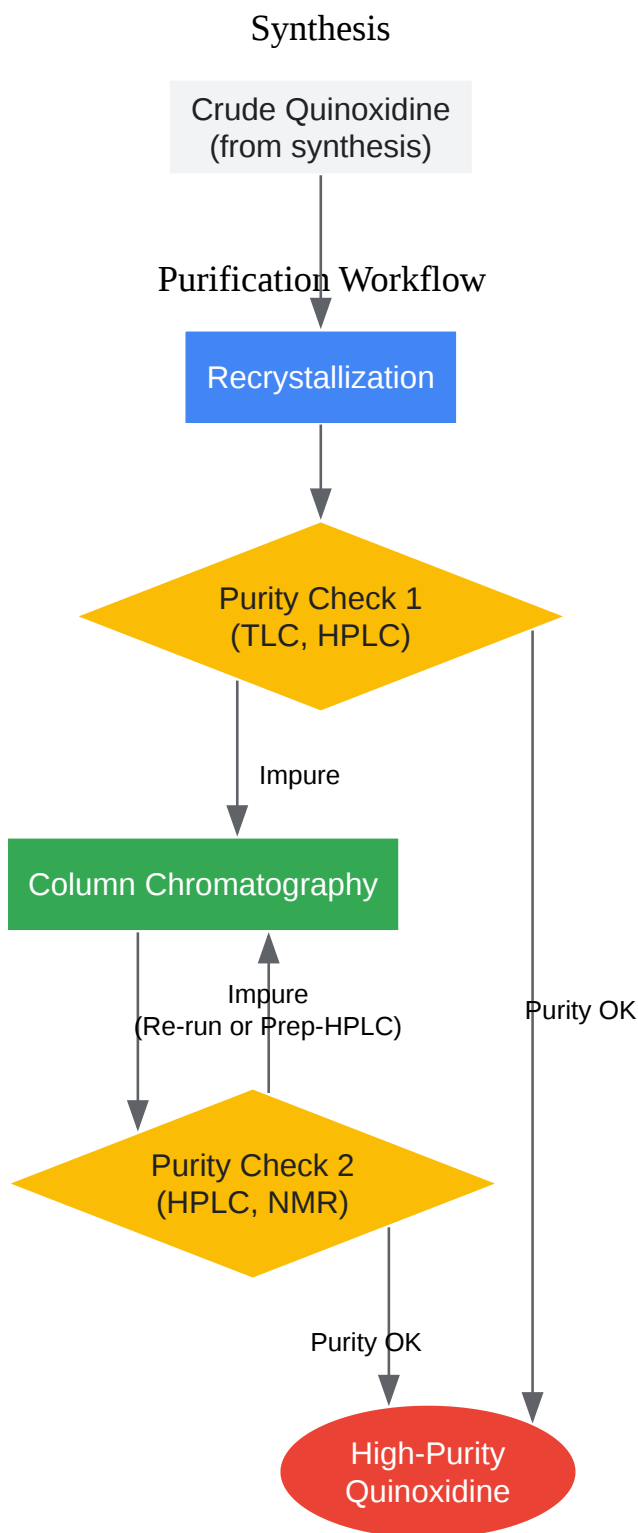 Synthesis
Crude Quinoxidine
(from synthesis)
Purification Workflow
Recrystallization
Purity Check 1
(TLC, HPLC)
Impure
Column Chromatography
Impure
(Re-run or Prep-HPLC)
Purity OK
Purity Check 2
(HPLC, NMR)
Purity OK
High-Purity
Quinoxidine